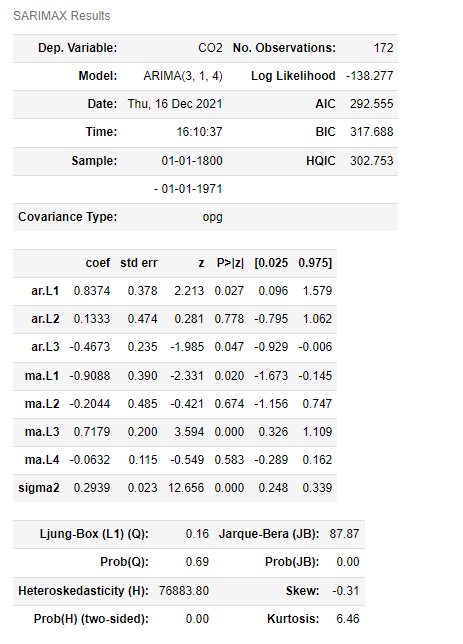 SARIMAX Results
Dep. Variable: CO2 No. Observations: 172
Model: ARIMA(3, 1, 4) Log Likelihood -138.277
Date: Thu, 16 Dec 2021 AIC 292.555
Time: 16:10:37 BIC 317.688
Sample: 01-01-1800 HQIC 302.753
- 01-01-1971
Covariance Type: opg
coef std err z P>|z| [0.025 0.975]
ar.L1 0.8374 0.378 2.213 0.027 0.096 1.579
ar.L2 0.1333 0.474 0.281 0.778 -0.795 1.062
ar.L3 -0.4673 0.235 -1.985 0.047 -0.929 -0.006
ma.L1 -0.9088 0.390 -2.331 0.020 -1.673 -0.145
ma.L2 -0.2044 0.485 -0.421 0.674 -1.156 0.747
ma.L3 0.7179 0.200 3.594 0.000 0.326 1.109
ma.L4 -0.0632 0.115 -0.549 0.583 -0.289 0.162
sigma2 0.2939 0.023 12.656 0.000 0.248 0.339
Ljung-Box (L1) (Q): 0.16 Jarque-Bera (JB): 87.87
Prob(Q): 0.69 Prob(JB): 0.00
Heteroskedasticity (H): 76883.80 Skew: -0.31
Prob(H) (two-sided): 0.00 Kurtosis: 6.46